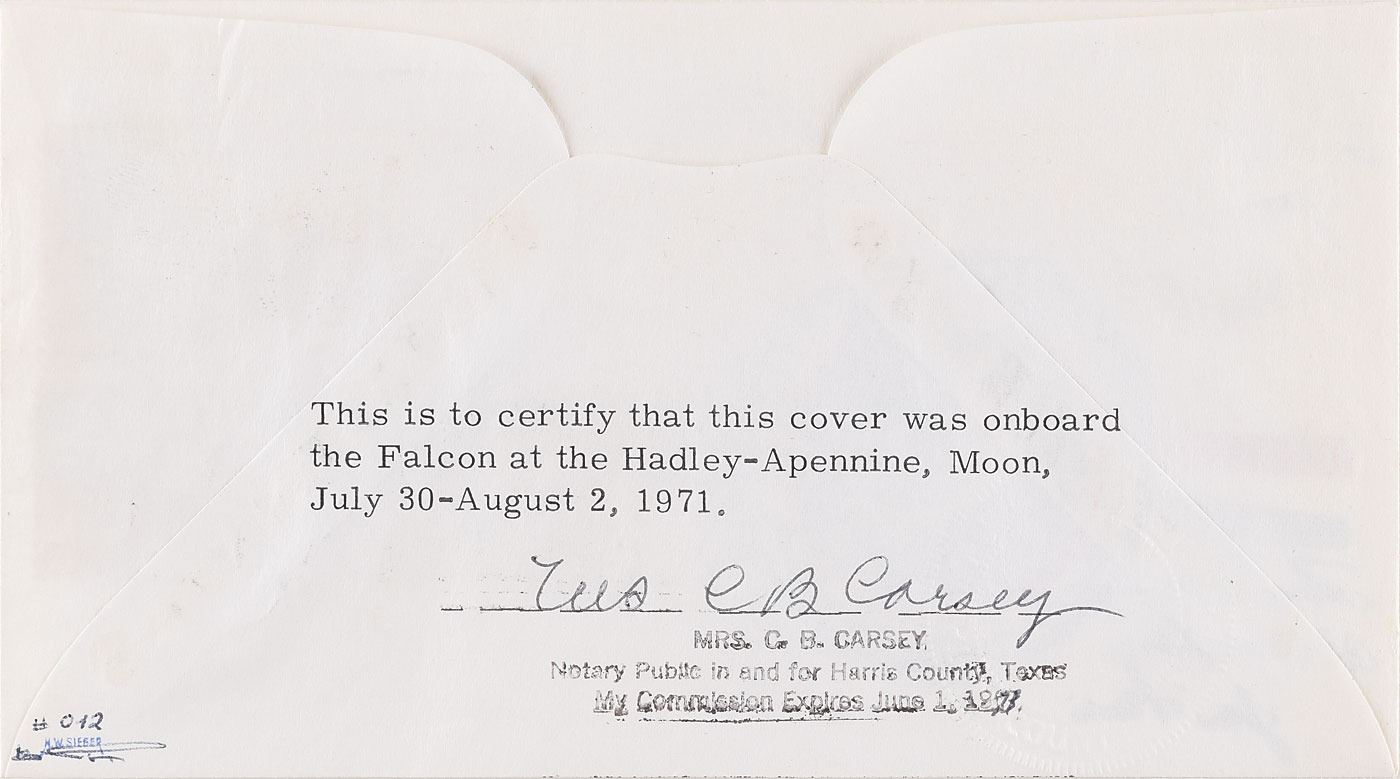 This is to certify that this cover was onboard
the Falcon at the Hadley-Apennine, Moon,
July 30-August 2, 1971.
Mrs C B Carsey
MRS. C. B. CARSEY,
Notary Public in and for Harris County, Texas
My Commission Expires June 1, 19
# 012
H.W. SIEGER